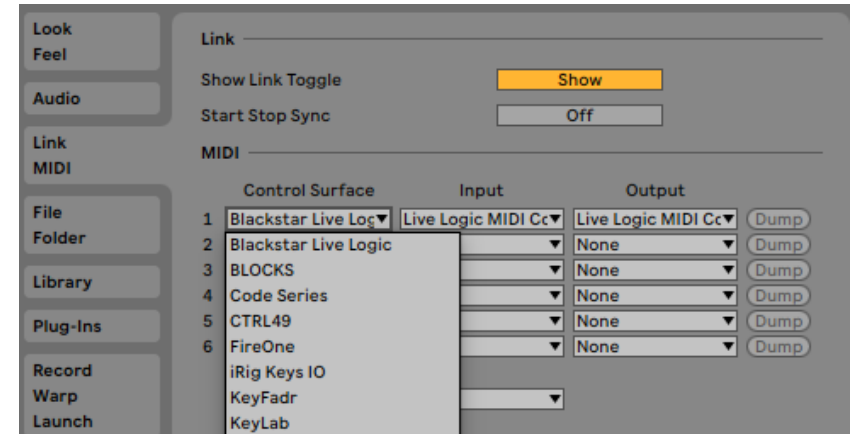 Look
Feel
Audio
Link
MIDI
File
Folder
Library
Plug-Ins
Record
Warp
Launch
Link
Show Link Toggle Show
Start Stop Sync Off
MIDI
Control Surface Input Output
1 Blackstar Live Log Live Logic MIDI Cc Live Logic MIDI Cc Dump
2 Blackstar Live Logic None Dump
3 BLOCKS None Dump
4 Code Series None Dump
5 CTRL49 None Dump
6 FireOne None Dump
iRig Keys IO
KeyFadr
KeyLab